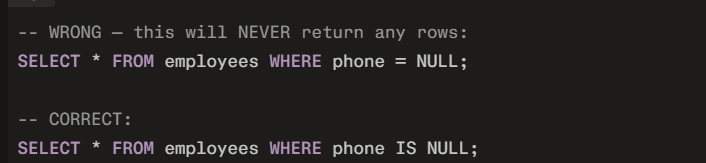 -- WRONG — this will NEVER return any rows:
SELECT * FROM employees WHERE phone = NULL;
-- CORRECT:
SELECT * FROM employees WHERE phone IS NULL;